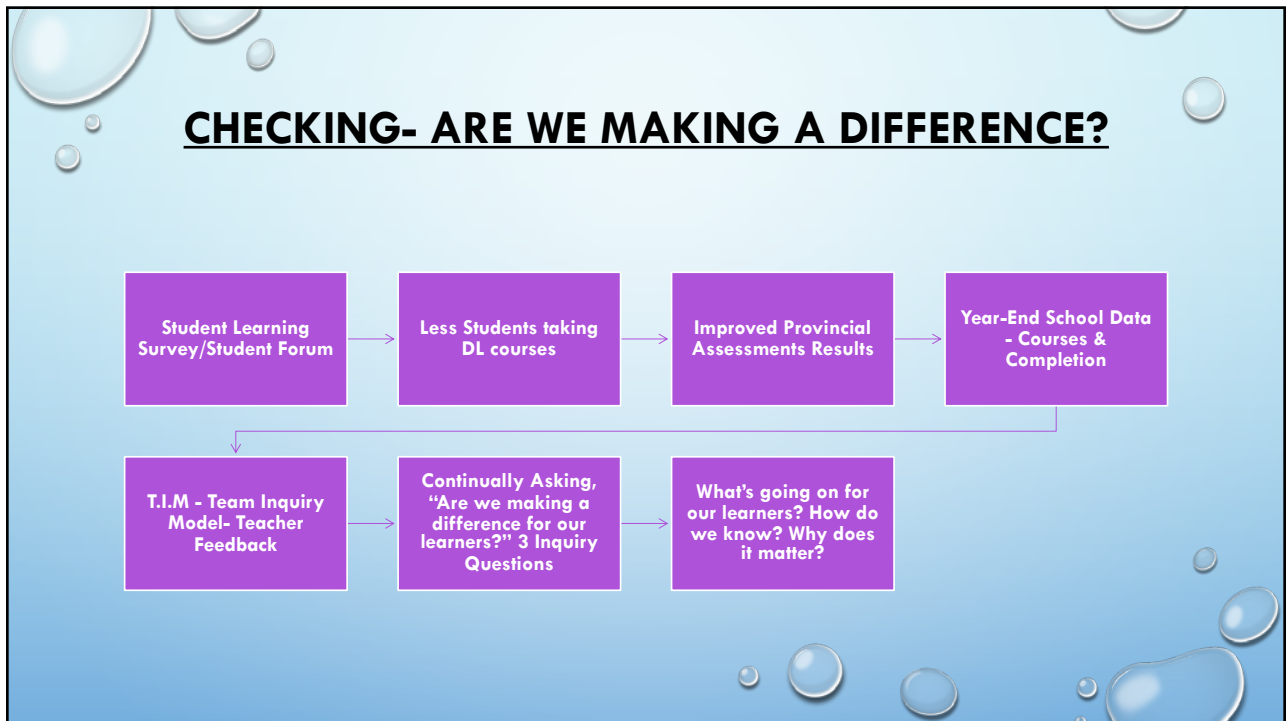 CHECKING- ARE WE MAKING A DIFFERENCE?
Student Learning
Survey/Student Forum
Less Students taking
DL courses
Improved Provincial
Assessments Results
Year-End School Data
- Courses &
Completion
T.I.M - Team Inquiry
Model- Teacher
Feedback
Continually Asking,
“Are we making a
difference for our
learners?” 3 Inquiry
Questions
What’s going on for
our learners? How do
we know? Why does
it matter?